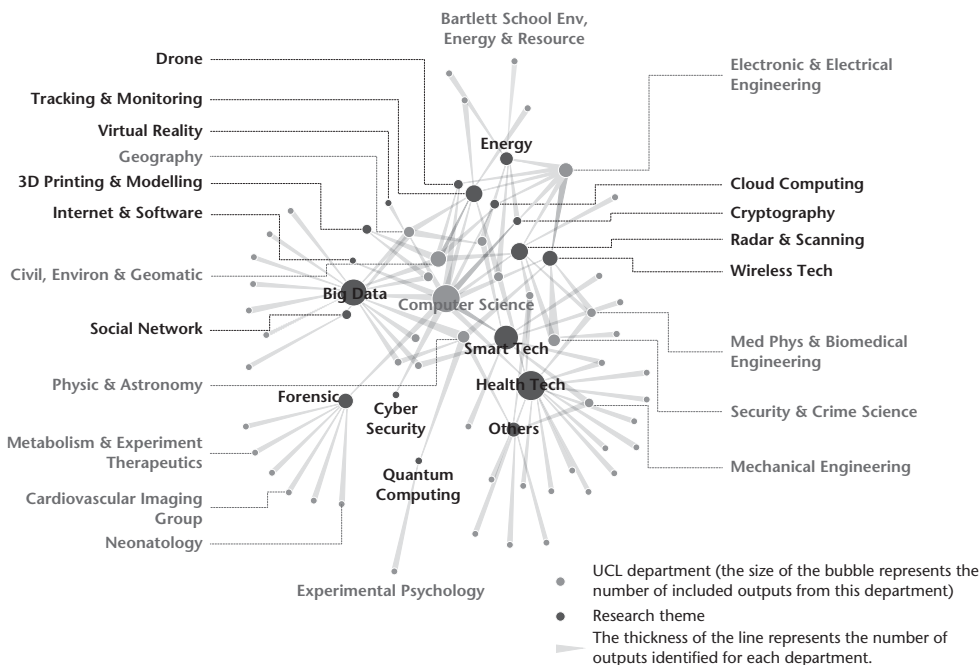 Bartlett School Env,
Energy & Resource
Drone
Tracking & Monitoring
Virtual Reality
Geography
3D Printing & Modelling
Internet & Software
Civil, Environ & Geomatic
Big Data
Social Network
Physic & Astronomy
Forensic
Metabolism & Experiment
Therapeutics
Cardiovascular Imaging
Group
Neonatology
Energy
Computer Science
Smart Tech
Health Tech
Others
Cyber
Security
Quantum
Computing
Experimental Psychology
Electronic & Electrical
Engineering
Cloud Computing
Cryptography
Radar & Scanning
Wireless Tech
Med Phys & Biomedical
Engineering
Security & Crime Science
Mechanical Engineering
UCL department (the size of the bubble represents the
number of included outputs from this department)
Research theme
The thickness of the line represents the number of
outputs identified for each department.